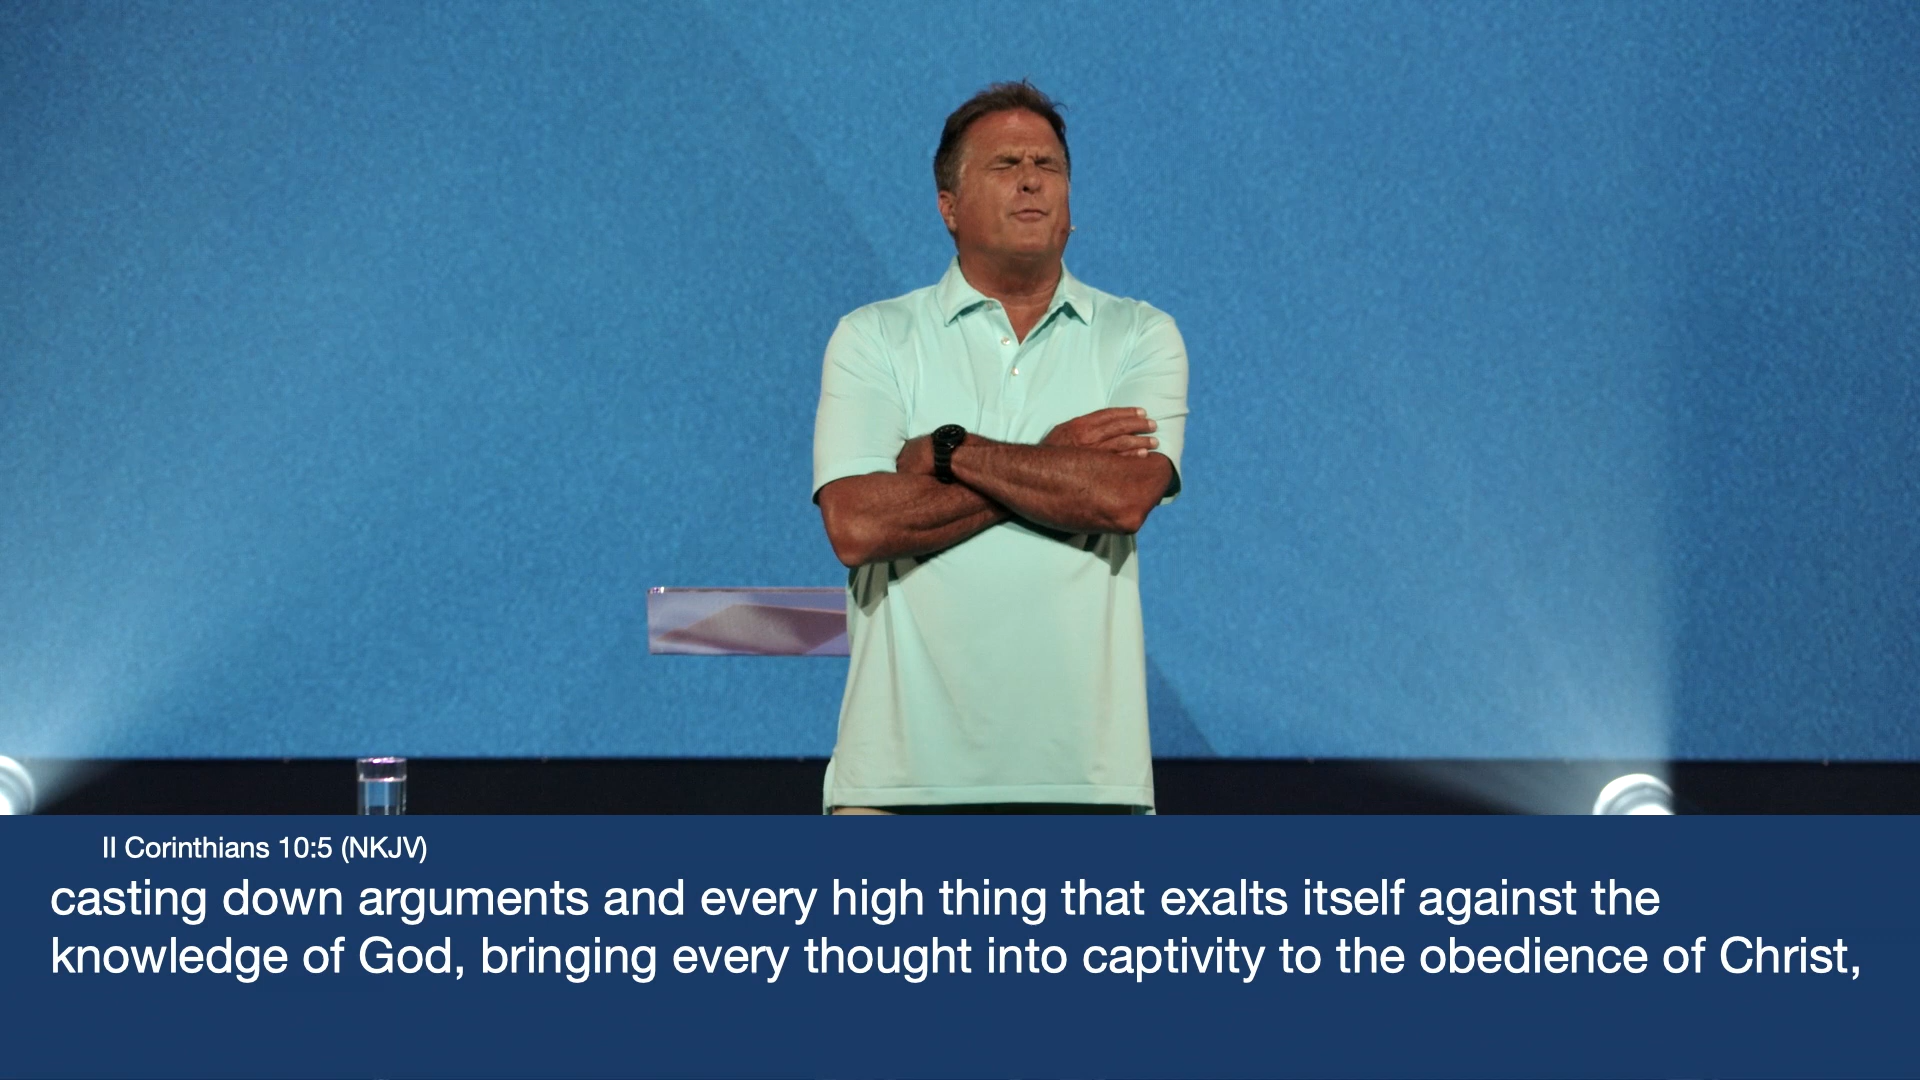 II Corinthians 10:5 (NKJV)
casting down arguments and every high thing that exalts itself against the
knowledge of God, bringing every thought into captivity to the obedience of Christ,